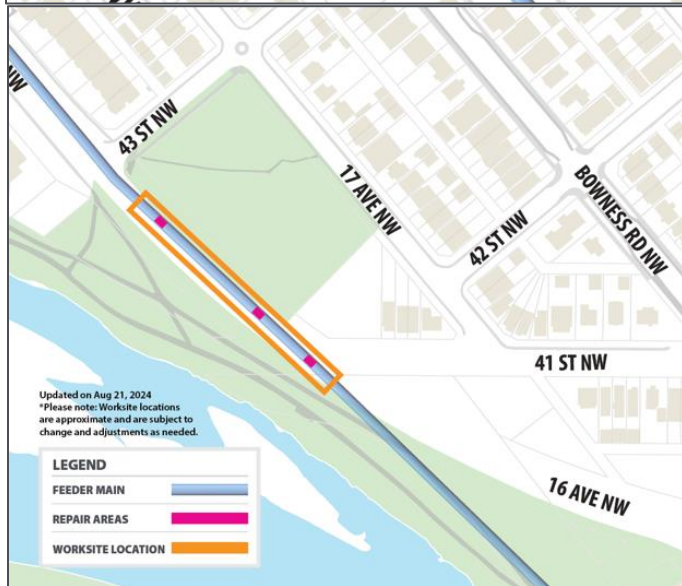 NW
43 ST NW
17 AVE NW
42 ST NW
BOWNESS RD NW
41 ST NW
16 AVE NW
Updated on Aug 21, 2024
*Please note: Worksite locations
are approximate and are subject to
change and adjustments as needed.
LEGEND
FEEDER MAIN
REPAIR AREAS
WORKSITE LOCATION